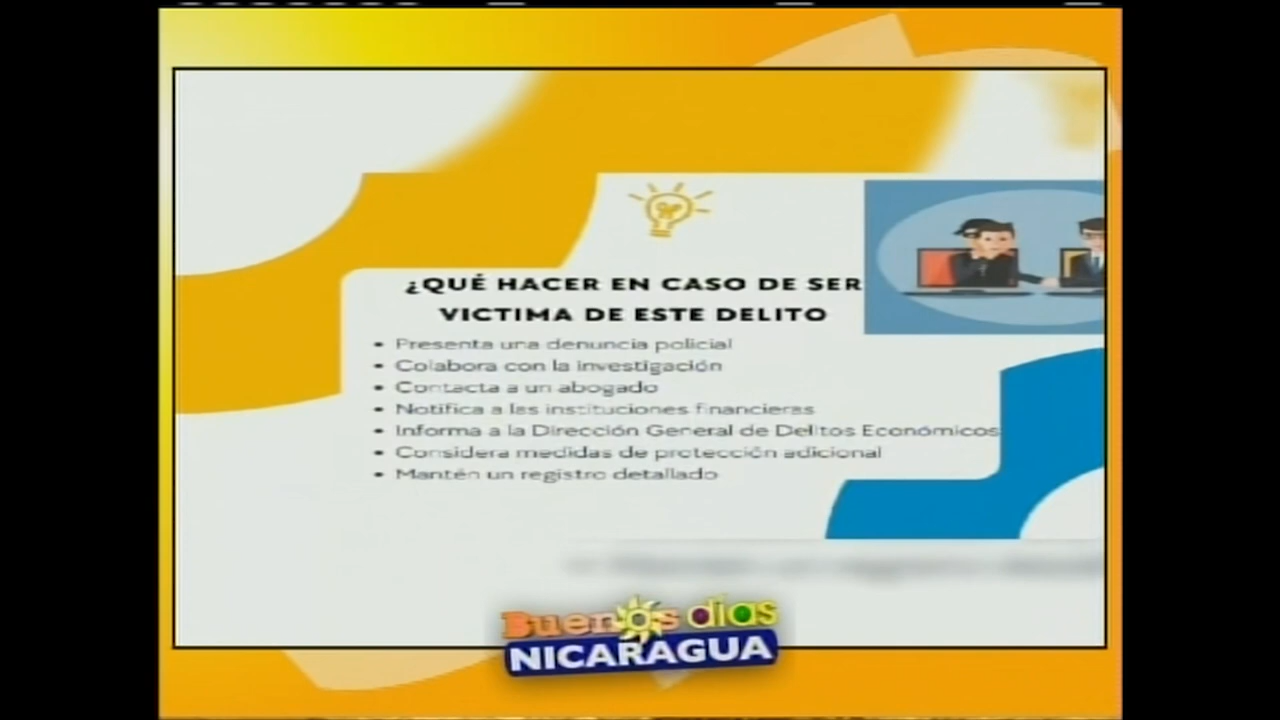 ¿QUÉ HACER EN CASO DE SER
VICTIMA DE ESTE DELITO
• Presenta una denuncia policial
• Colabora con la investigación
• Contacta a un abogado
• Notifica a las instituciones financieras
• Informa a la Dirección General de Delitos Económicos
• Considera medidas de protección adicional
• Mantén un registro detallado
Buenos días
NICARAGUA